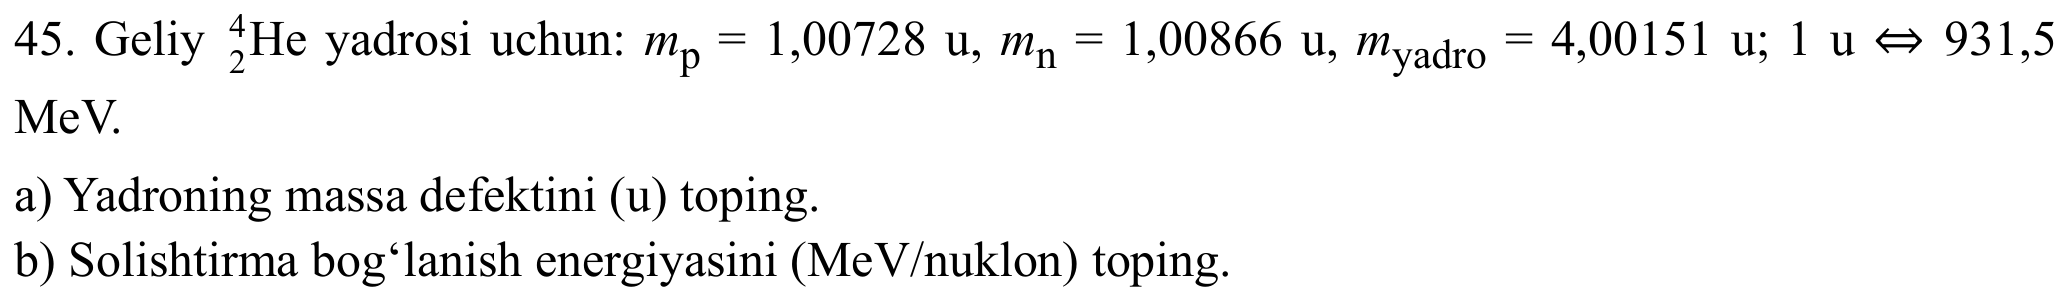 45. Geliy ⁴₂He yadrosi uchun: mₚ = 1,00728 u, mₙ = 1,00866 u, m_yadro = 4,00151 u; 1 u ⇔ 931,5
MeV.
a) Yadroning massa defektini (u) toping.
b) Solishtirma bog‘lanish energiyasini (MeV/nuklon) toping.